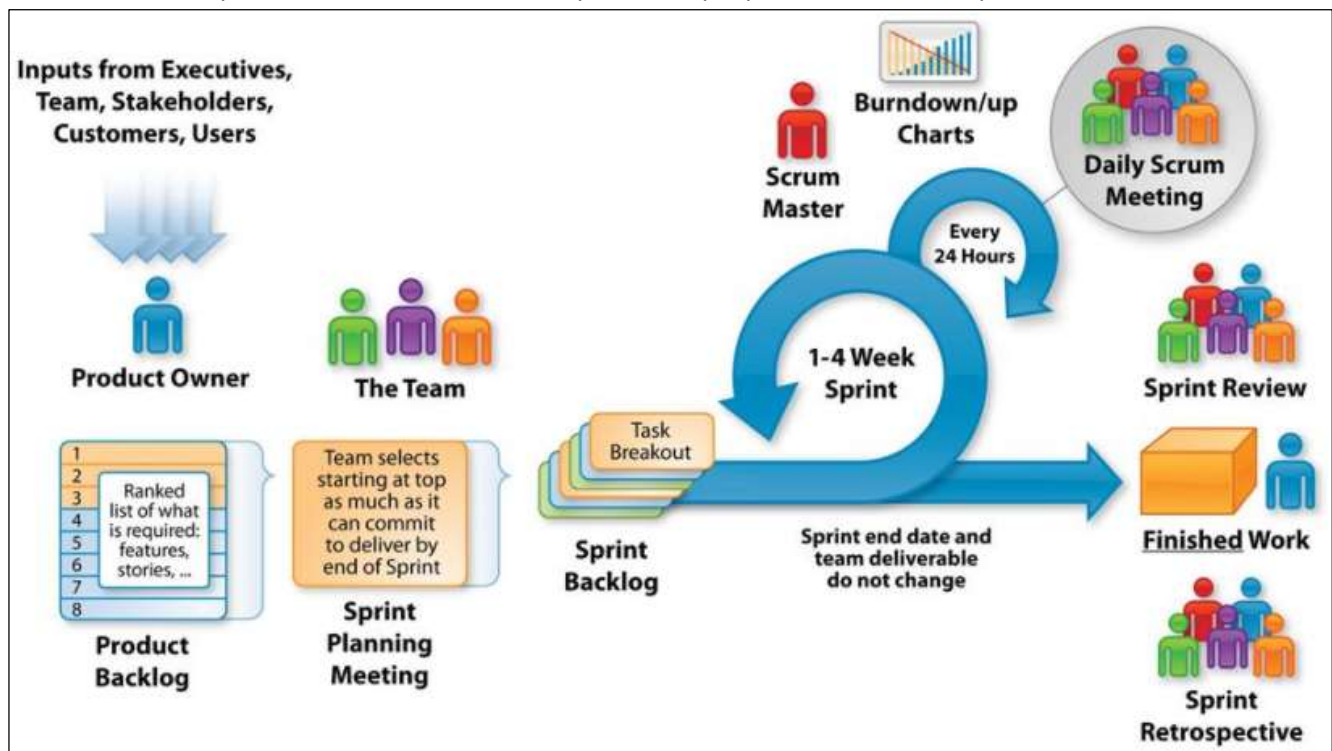 Inputs from Executives,
Team, Stakeholders,
Customers, Users
Product Owner
The Team
1
2
3
4
5
6
7
8
Ranked
list of what
is required:
features,
stories, ...
Product
Backlog
Team selects
starting at top
as much as it
can commit
to deliver by
end of Sprint
Sprint
Planning
Meeting
Task
Breakout
Sprint
Backlog
Scrum
Master
Burndown/up
Charts
Daily Scrum
Meeting
Every
24 Hours
1-4 Week
Sprint
Sprint end date and
team deliverable
do not change
Sprint Review
Finished Work
Sprint
Retrospective